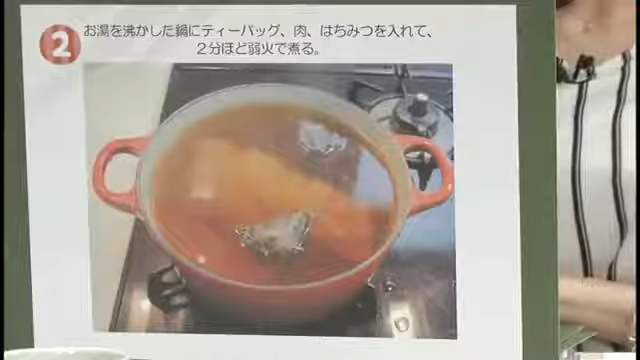 2
お湯を沸かした鍋にティーバッグ、肉、はちみつを入れて、
2分ほど弱火で煮る。